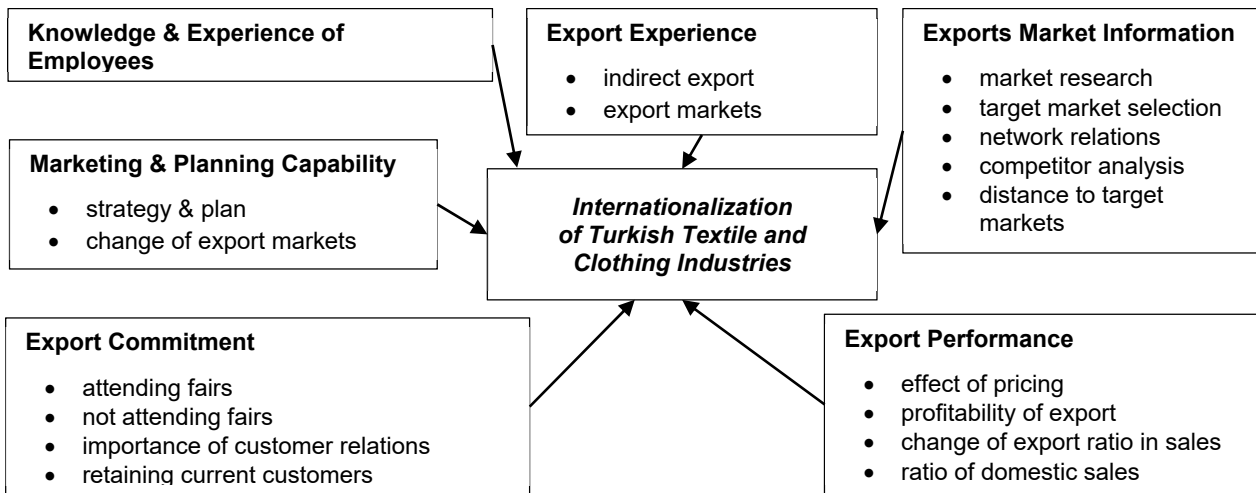 Knowledge & Experience of
Employees
Export Experience
• indirect export
• export markets
Exports Market Information
• market research
• target market selection
• network relations
• competitor analysis
• distance to target
markets
Marketing & Planning Capability
• strategy & plan
• change of export markets
Internationalization
of Turkish Textile and
Clothing Industries
Export Commitment
• attending fairs
• not attending fairs
• importance of customer relations
• retaining current customers
Export Performance
• effect of pricing
• profitability of export
• change of export ratio in sales
• ratio of domestic sales